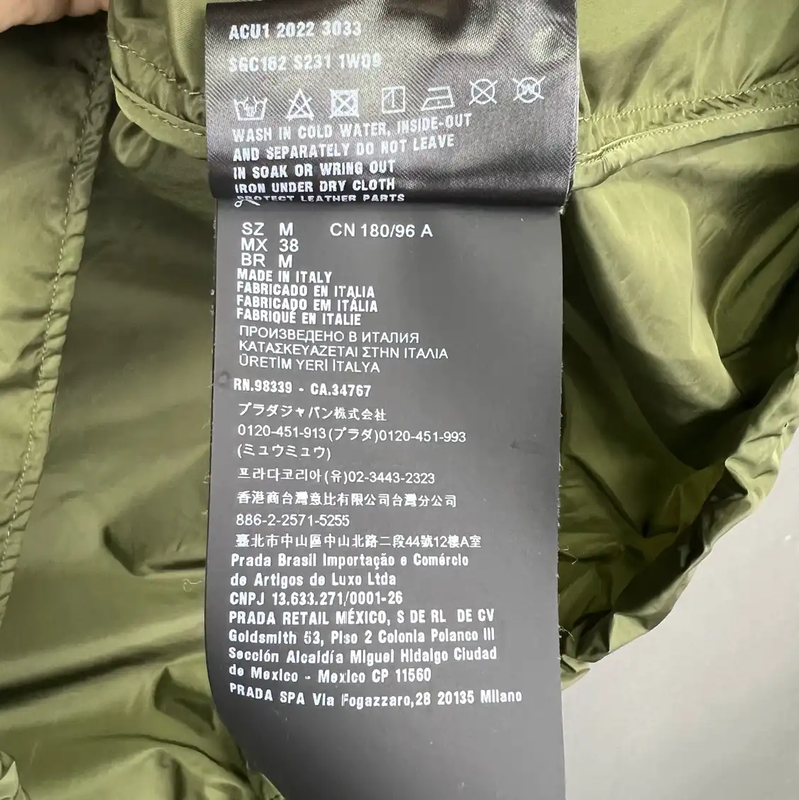 ACU1 2022 3033
SGC162 S231 1WQ9
WASH IN COLD WATER, INSIDE-OUT
AND SEPARATELY DO NOT LEAVE
IN SOAK OR WRING OUT
IRON UNDER DRY CLOTH
PROTECT LEATHER PARTS
SZ M CN 180/96 A
MX 38
BR M
MADE IN ITALY
FABRICADO EN ITALIA
FABRICADO EM ITÁLIA
FABRIQUÉ EN ITALIE
ПРОИЗВЕДЕНО В ИТАЛИЯ
ΚΑΤΑΣΚΕΥΑΖΕΤΑΙ ΣΤΗΝ ΙΤΑΛΙΑ
ÜRETİM YERİ İTALYA
RN.98339 - CA.34767
プラダジャパン株式会社
0120-451-913(プラダ)0120-451-993
(ミュウミュウ)
프라다코리아(유)02-3443-2323
香港商台灣意比有限公司台灣分公司
886-2-2571-5255
臺北市中山區中山北路二段44號12樓A室
Prada Brasil Importação e Comércio
de Artigos de Luxo Ltda
CNPJ 13.633.271/0001-26
PRADA RETAIL MÉXICO, S DE RL DE CV
Goldsmith 53, Piso 2 Colonia Polanco III
Sección Alcaldía Miguel Hidalgo Ciudad
de Mexico - Mexico CP 11560
PRADA SPA Via Fogazzaro,28 20135 Milano